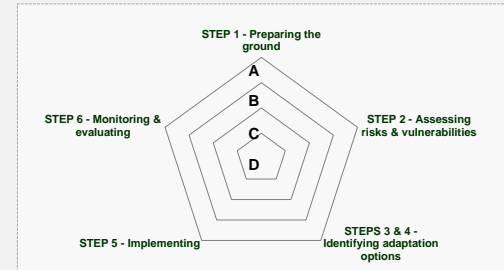 STEP 1 - Preparing the
ground
A
B
STEP 6 - Monitoring &
evaluating
STEP 2 - Assessing
risks & vulnerabilities
C
D
STEP 5 - Implementing
STEPS 3 & 4 -
Identifying adaptation
options